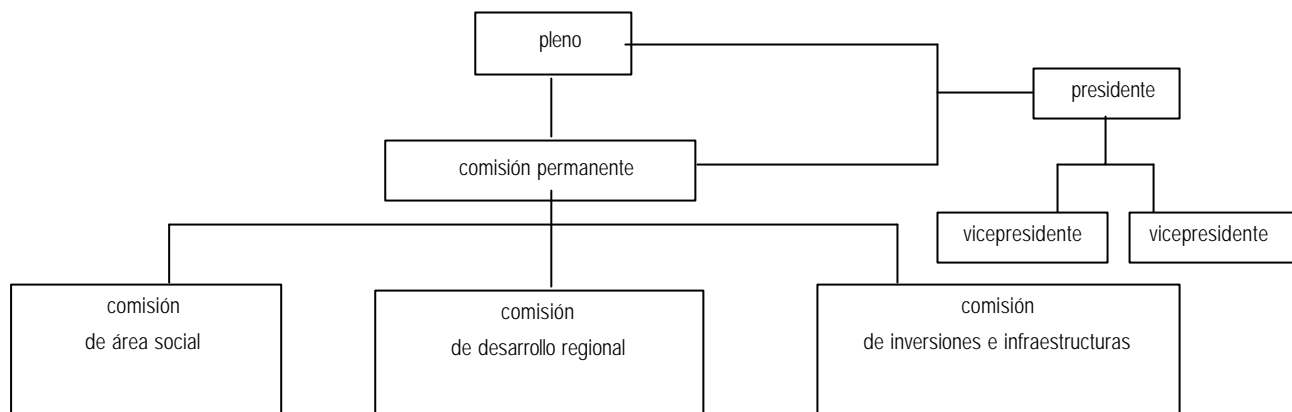 pleno
presidente
comisión permanente
vicepresidente
vicepresidente
comisión
de área social
comisión
de desarrollo regional
comisión
de inversiones e infraestructuras